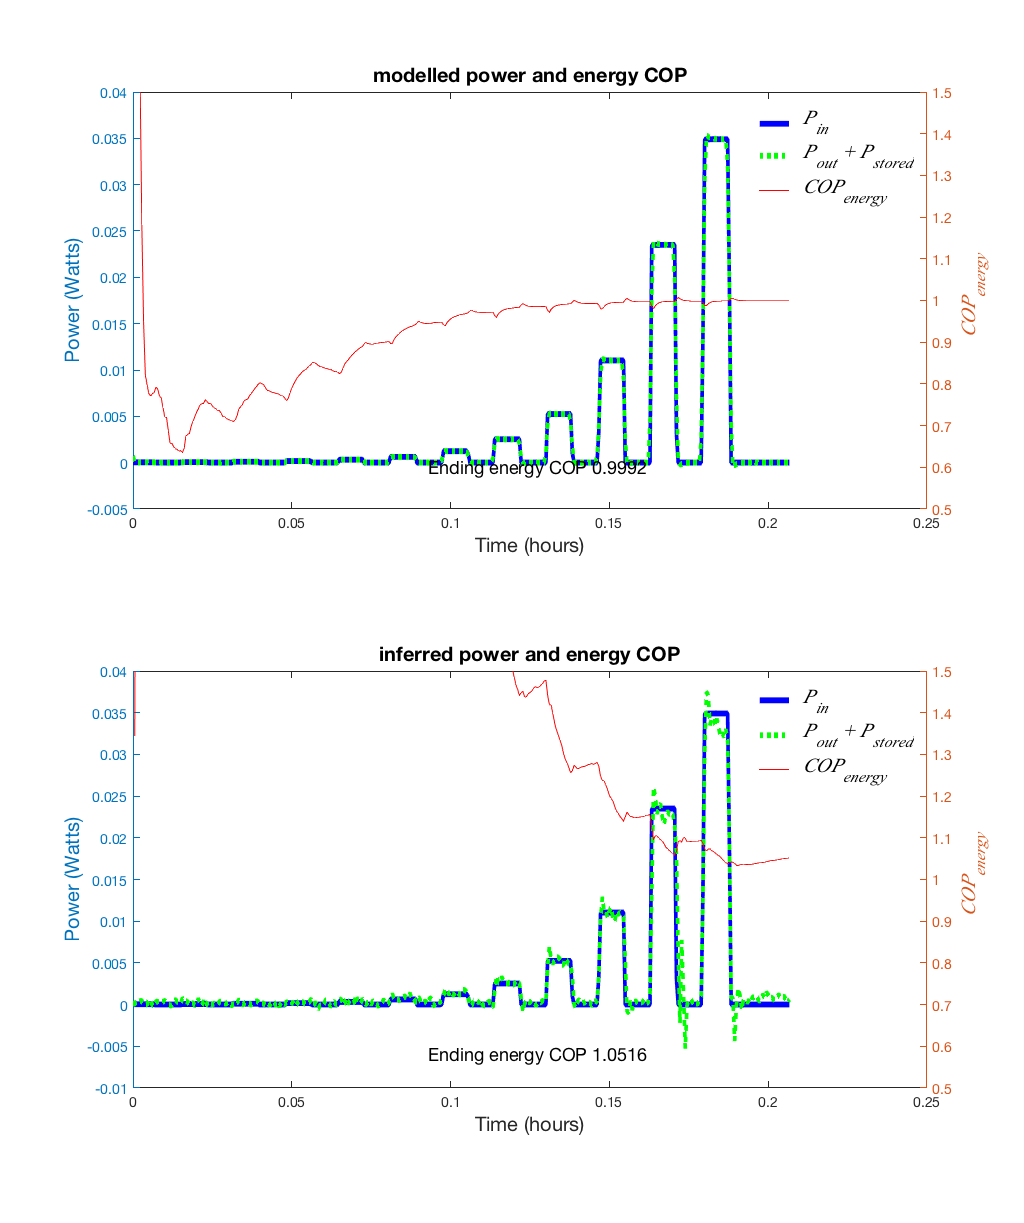 modelled power and energy COP
0.04
0.035
0.03
0.025
0.02
0.015
0.01
0.005
0
-0.005
Power (Watts)
1.5
1.4
1.3
1.2
1.1
1
0.9
0.8
0.7
0.6
0.5
COP_energy
P_in
P_out + P_stored
COP_energy
Ending energy COP 0.9992
0 0.05 0.1 0.15 0.2 0.25
Time (hours)
inferred power and energy COP
0.04
0.035
0.03
0.025
0.02
0.015
0.01
0.005
0
-0.005
-0.01
Power (Watts)
1.5
1.4
1.3
1.2
1.1
1
0.9
0.8
0.7
0.6
0.5
COP_energy
P_in
P_out + P_stored
COP_energy
Ending energy COP 1.0516
0 0.05 0.1 0.15 0.2 0.25
Time (hours)